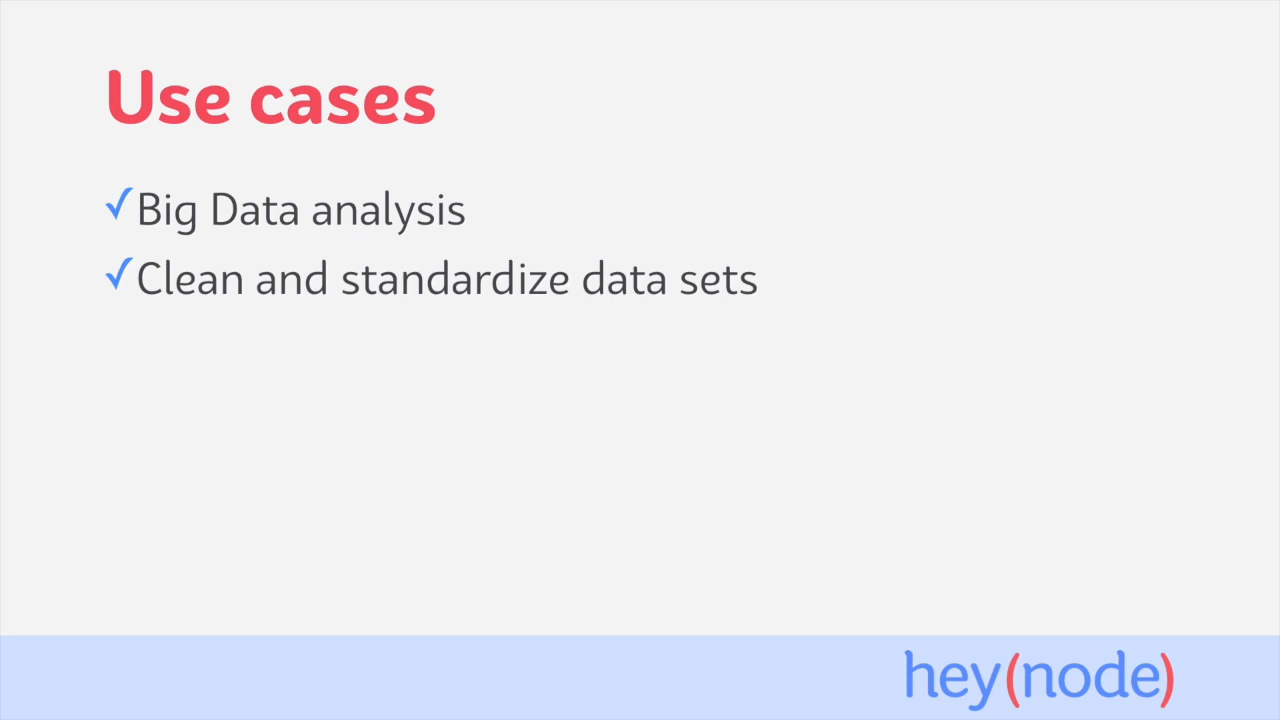 Use cases
✓Big Data analysis
✓Clean and standardize data sets
hey(node)